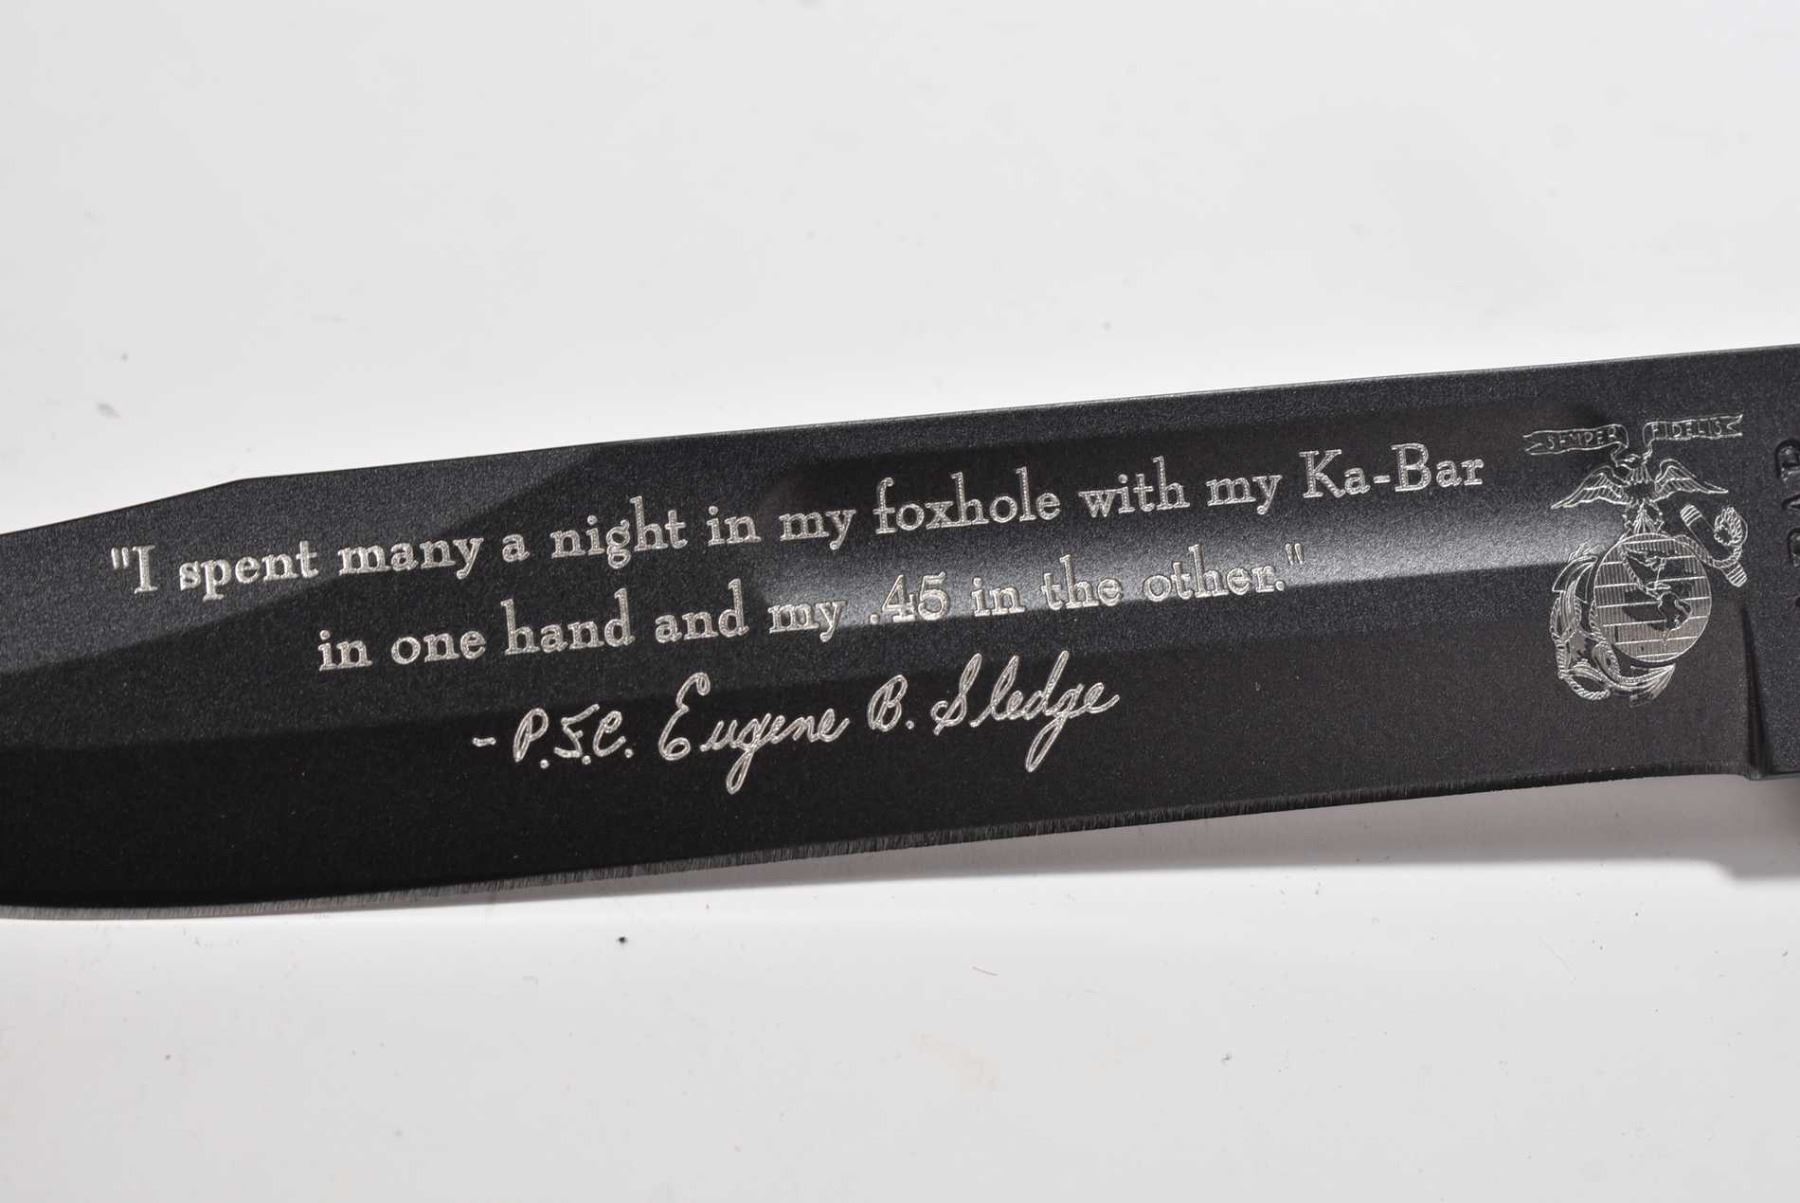 "I spent many a night in my foxhole with my Ka-Bar
in one hand and my .45 in the other."
- P.F.C. Eugene B. Sledge
SEMPER FIDELIS